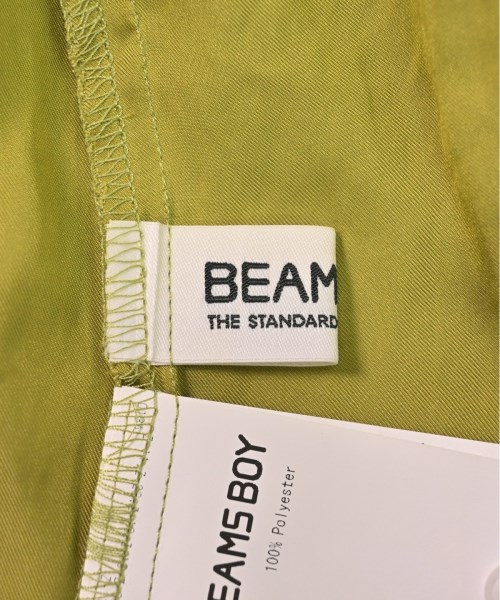 BEAM
THE STANDARD
EAMS BOY
100% Polyester